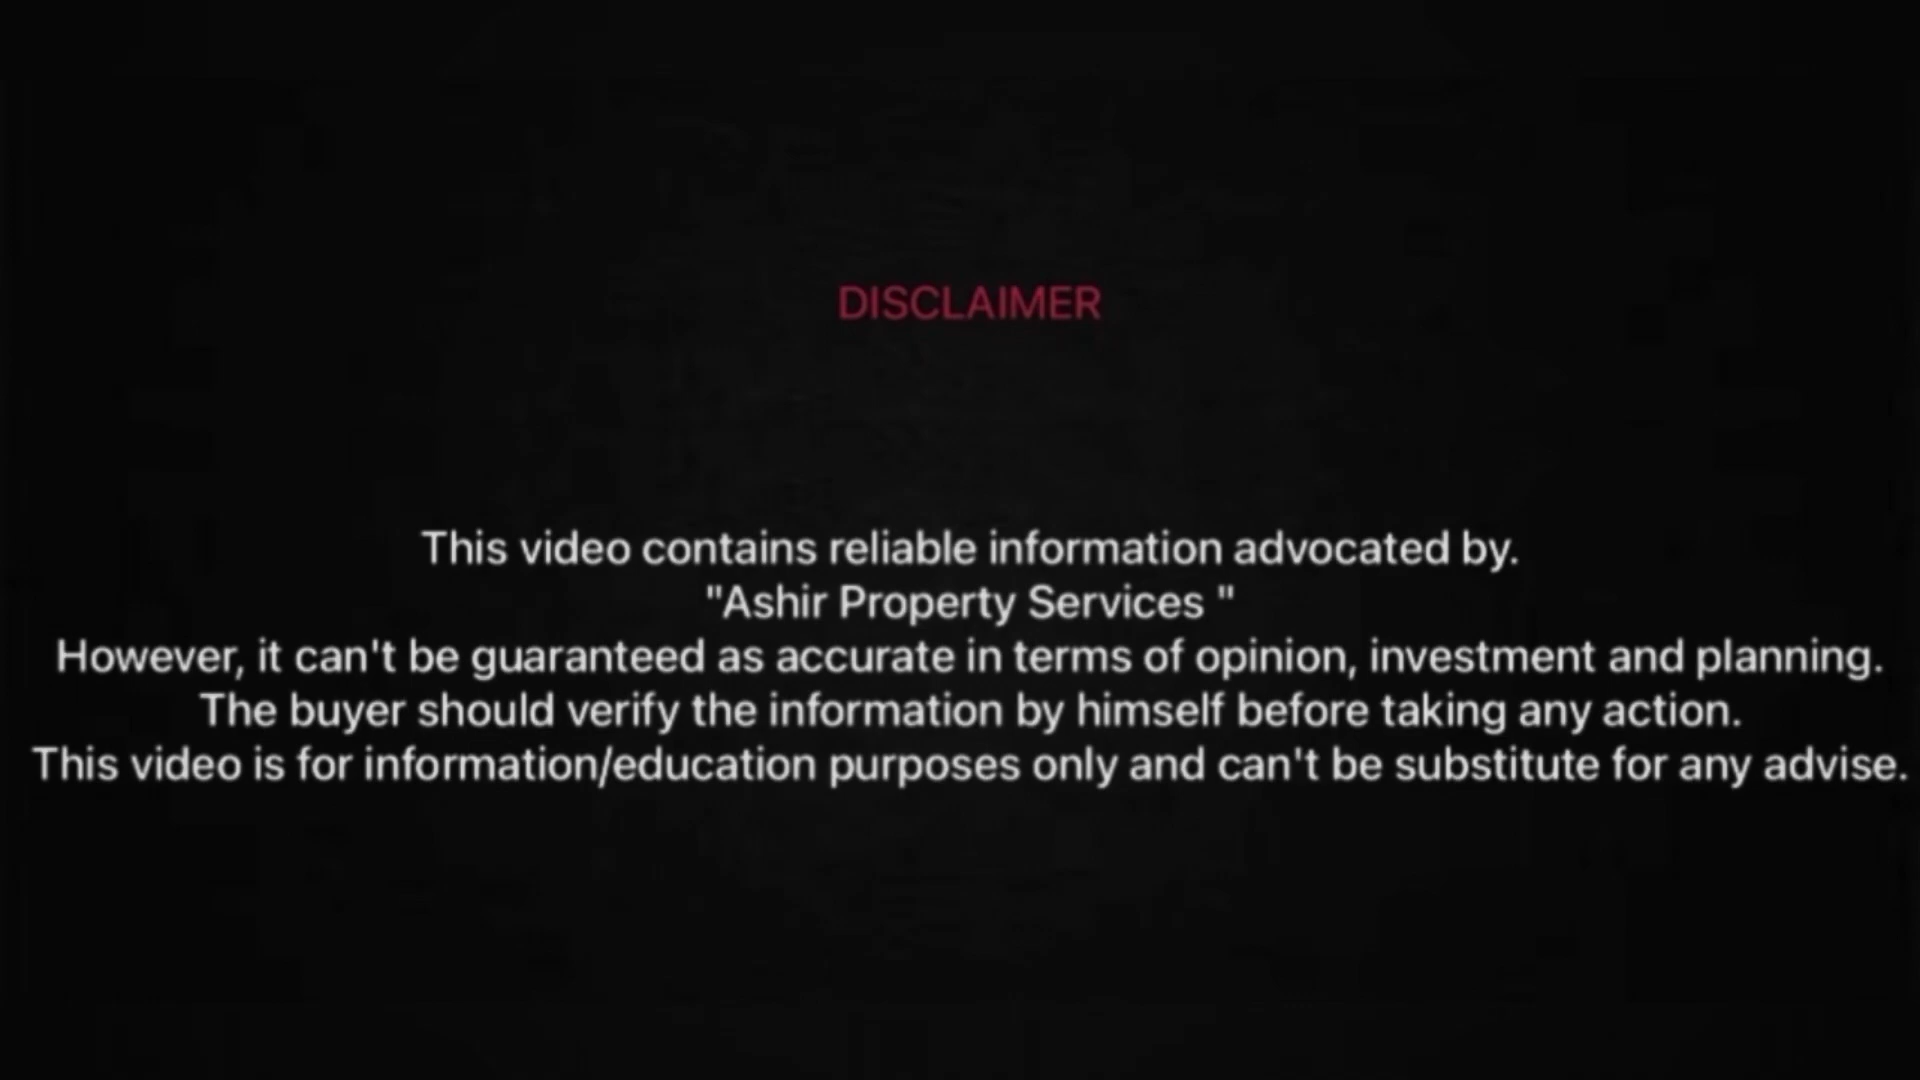 DISCLAIMER
This video contains reliable information advocated by.
"Ashir Property Services "
However, it can't be guaranteed as accurate in terms of opinion, investment and planning.
The buyer should verify the information by himself before taking any action.
This video is for information/education purposes only and can't be substitute for any advise.